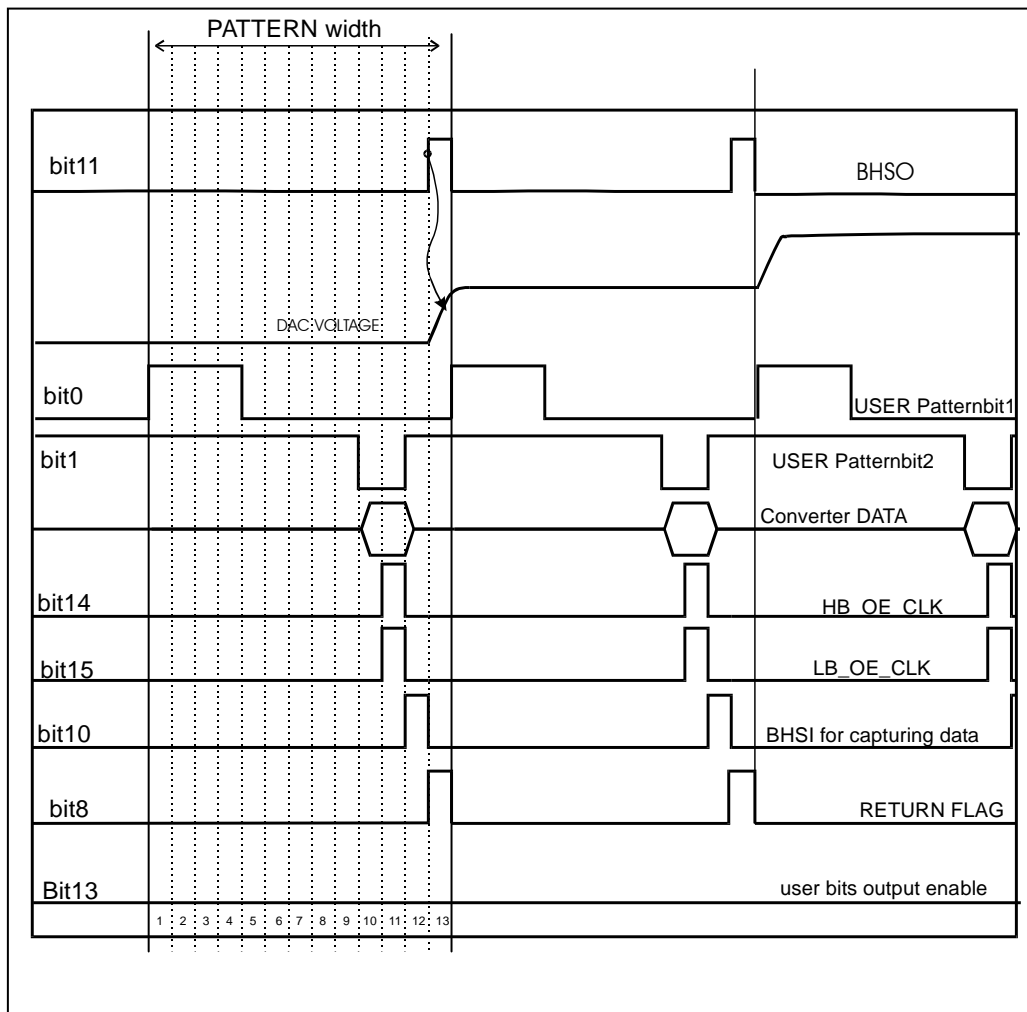 PATTERN width
bit11
BHSO
DAC VOLTAGE
bit0
USER Patternbit1
bit1
USER Patternbit2
Converter DATA
bit14
HB_OE_CLK
bit15
LB_OE_CLK
bit10
BHSI for capturing data
bit8
RETURN FLAG
Bit13
user bits output enable
1 2 3 4 5 6 7 8 9 10 11 12 13